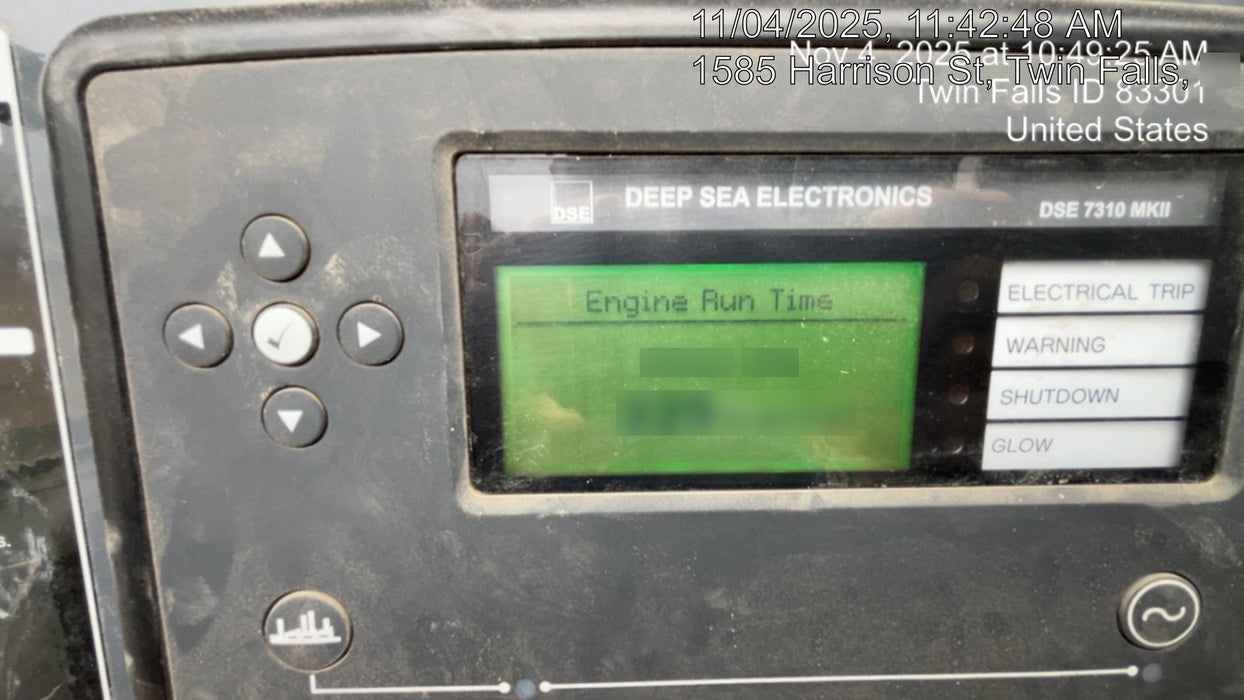 11/04/2025, 11:42:48 AM
Nov 4, 2025 at 10:49:25 AM
1585 Harrison St, Twin Falls,
Twin Falls ID 83301
United States
DSE
DEEP SEA ELECTRONICS
DSE 7310 MKII
Engine Run Time
ELECTRICAL TRIP
WARNING
SHUTDOWN
GLOW
s.